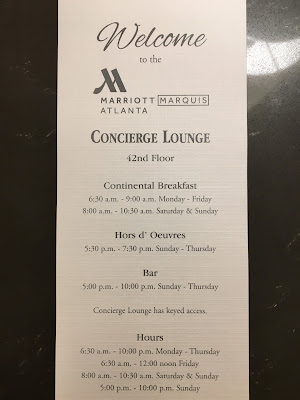 Welcome
to the
MARRIOTT MARQUIS
ATLANTA
CONCIERGE LOUNGE
42nd Floor
Continental Breakfast
6:30 a.m. - 9:00 a.m. Monday - Friday
8:00 a.m. - 10:30 a.m. Saturday & Sunday
Hors d' Oeuvres
5:30 p.m. - 7:30 p.m. Sunday - Thursday
Bar
5:00 p.m. - 10:00 p.m. Sunday - Thursday
Concierge Lounge has keyed access.
Hours
6:30 a.m. - 10:00 p.m. Monday - Thursday
6:30 a.m. - 12:00 noon Friday
8:00 a.m. - 10:30 a.m. Saturday & Sunday
5:00 p.m. - 10:00 p.m. Sunday